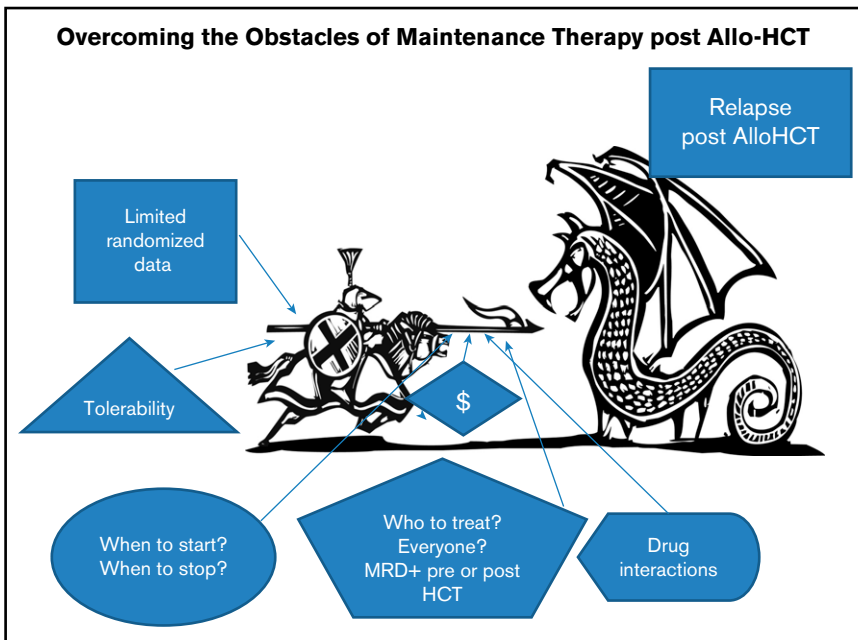 Overcoming the Obstacles of Maintenance Therapy post Allo-HCT
Relapse
post AlloHCT
Limited
randomized
data
Tolerability
$
When to start?
When to stop?
Who to treat?
Everyone?
MRD+ pre or post
HCT
Drug
interactions